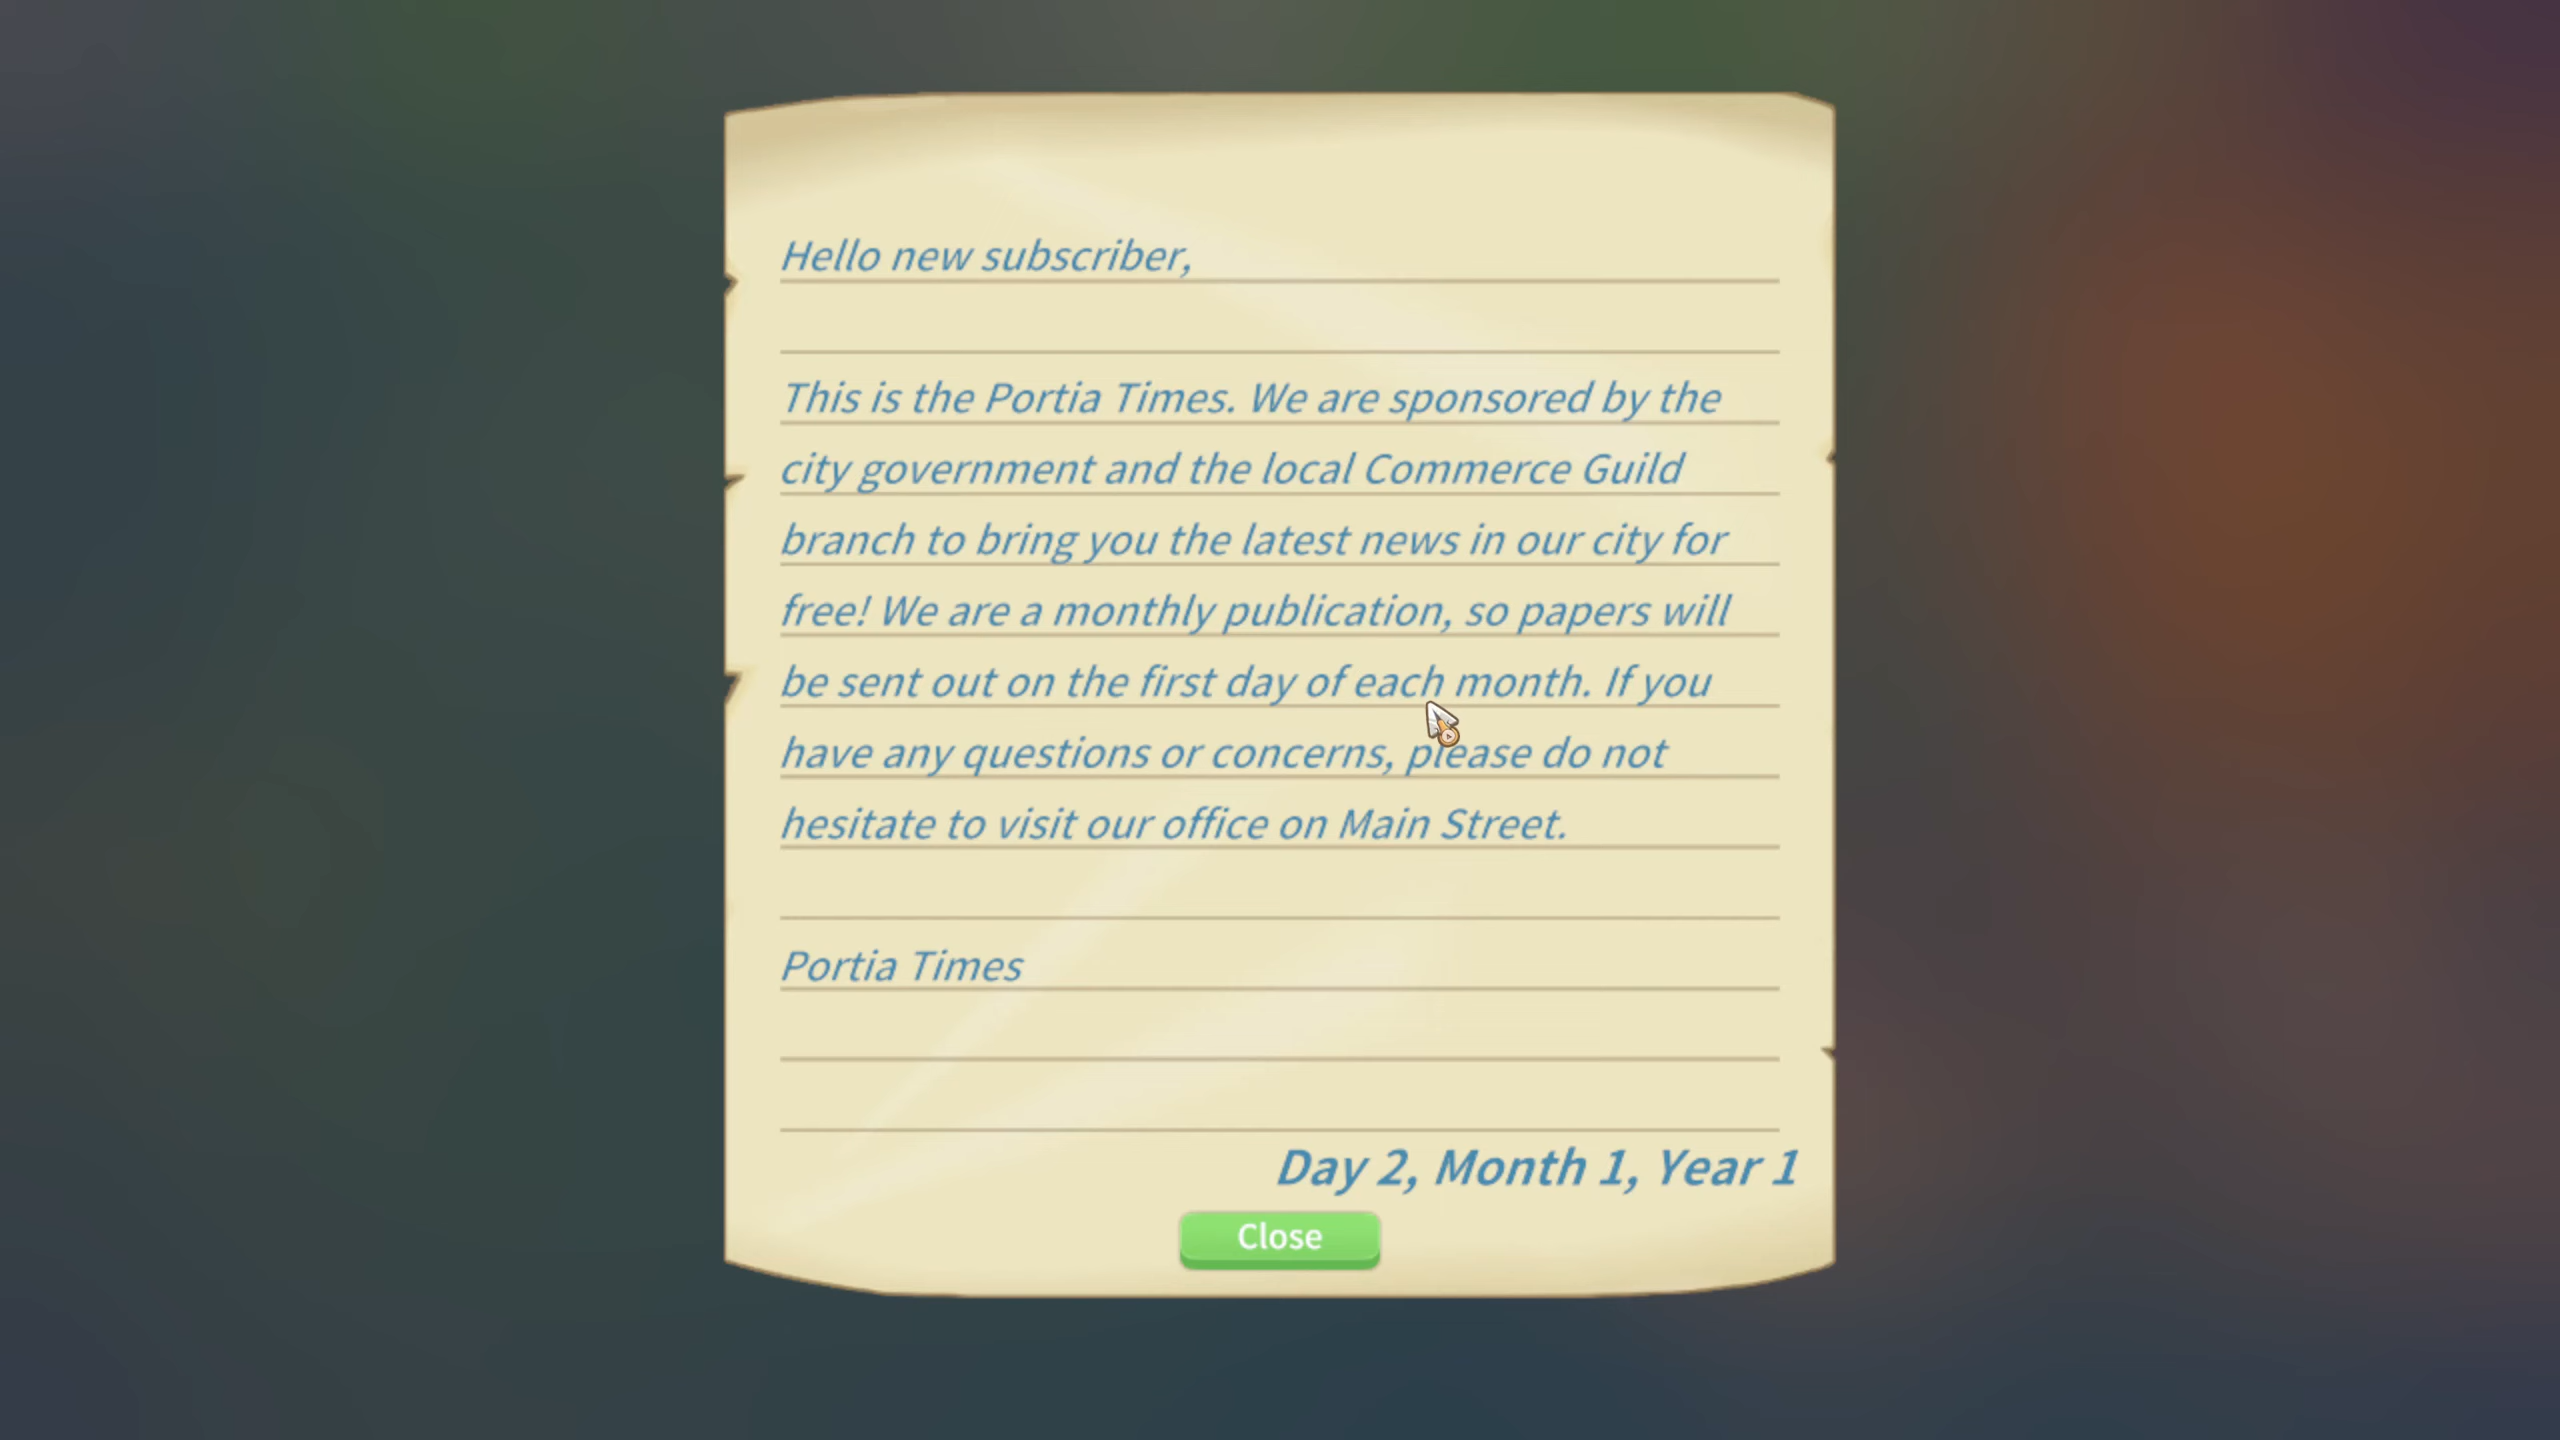 Hello new subscriber,
This is the Portia Times. We are sponsored by the
city government and the local Commerce Guild
branch to bring you the latest news in our city for
free! We are a monthly publication, so papers will
be sent out on the first day of each month. If you
have any questions or concerns, please do not
hesitate to visit our office on Main Street.
Portia Times
Day 2, Month 1, Year 1
Close